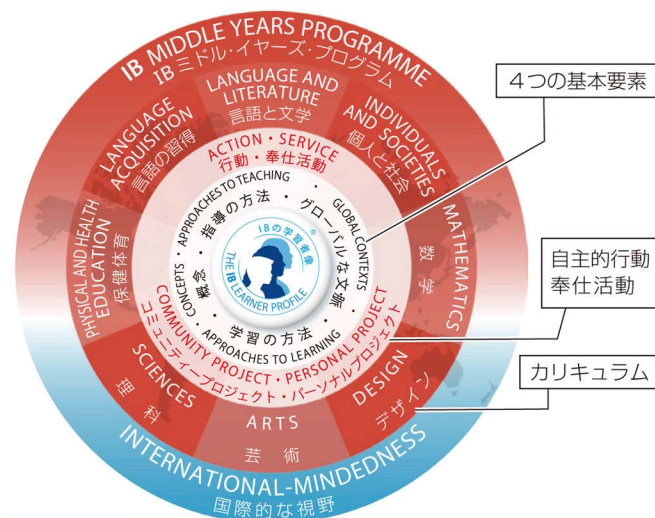 IB MIDDLE YEARS PROGRAMME
IB ミドル・イヤーズ・プログラム
LANGUAGE AND
LITERATURE
言語と文学
INDIVIDUALS
AND SOCIETIES
個人と社会
MATHEMATICS
数学
DESIGN
デザイン
ARTS
芸術
SCIENCES
理科
PHYSICAL AND HEALTH
EDUCATION
保健体育
LANGUAGE
ACQUISITION
言語の習得
ACTION・SERVICE
行動・奉仕活動
COMMUNITY PROJECT・PERSONAL PROJECT
コミュニティープロジェクト・パーソナルプロジェクト
APPROACHES TO TEACHING
指導の方法
GLOBAL CONTEXTS
グローバルな文脈
学習の方法
APPROACHES TO LEARNING
CONCEPTS
概念
IBの学習者像
®
THE IB LEARNER PROFILE
INTERNATIONAL-MINDEDNESS
国際的な視野
4つの基本要素
自主的行動
奉仕活動
カリキュラム